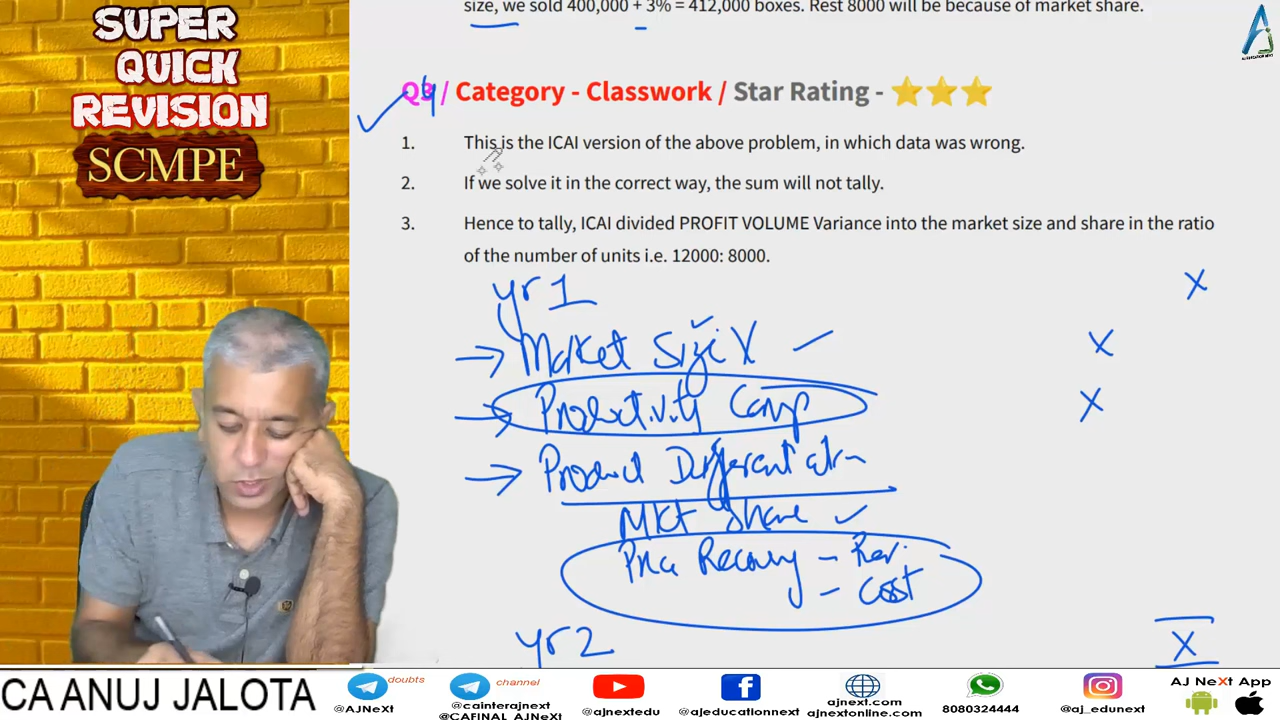 SUPER
QUICK
REVISION
SCMPE
size, we sold 400,000 + 3% = 412,000 boxes. Rest 8000 will be because of market share.
Q3 / Category - Classwork / Star Rating - ⭐⭐⭐
4
1. This is the ICAI version of the above problem, in which data was wrong.
2. If we solve it in the correct way, the sum will not tally.
3. Hence to tally, ICAI divided PROFIT VOLUME Variance into the market size and share in the ratio
of the number of units i.e. 12000: 8000.
yr 1 X
→ Market Size X ✓ X
→ Productivity Comp X
→ Product Differentiation
Mkt Share ✓
Price Recovery - Rev.
- Cost
yr 2 X
CA ANUJ JALOTA
doubts
@AJNeXt
channel
@cainterajnext
@CAFINAL_AJNeXt
@ajnextedu
@ajeducationnext
ajnext.com
ajnextonline.com
8080324444
@aj_edunext
AJ NeXt App